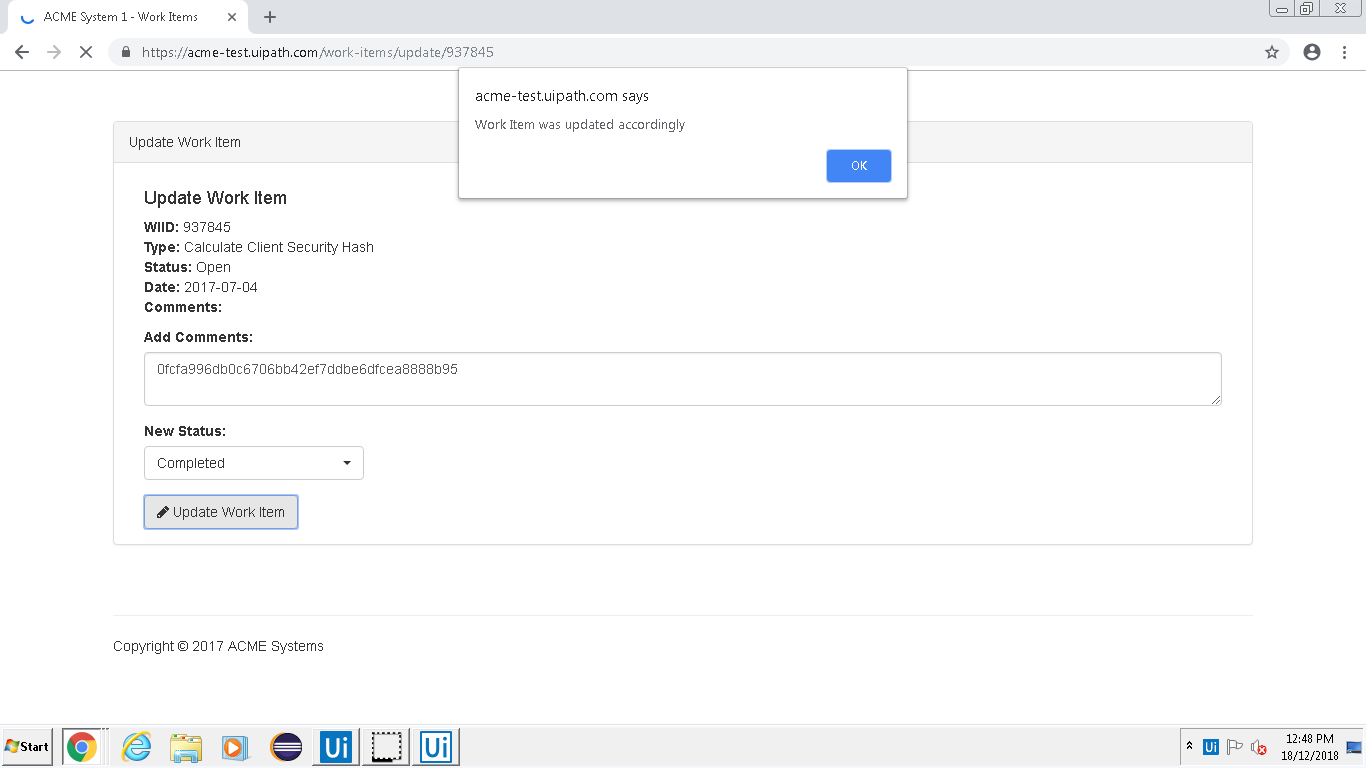 ACME System 1 - Work Items
https://acme-test.uipath.com/work-items/update/937845
acme-test.uipath.com says
Work Item was updated accordingly
OK
Update Work Item
Update Work Item
WIID: 937845
Type: Calculate Client Security Hash
Status: Open
Date: 2017-07-04
Comments:
Add Comments:
0fcfa996db0c6706bb42ef7ddbe6dfcea8888b95
New Status:
Completed
Update Work Item
Copyright © 2017 ACME Systems
Start
Ui
Ui
Ui
12:48 PM
18/12/2018